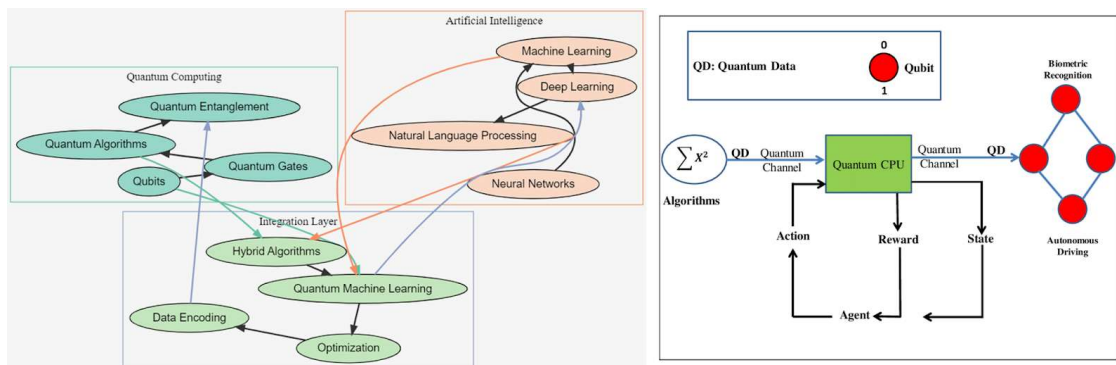 Artificial Intelligence
Machine Learning
Deep Learning
Natural Language Processing
Neural Networks
Quantum Computing
Quantum Entanglement
Quantum Algorithms
Quantum Gates
Qubits
Integration Layer
Hybrid Algorithms
Quantum Machine Learning
Data Encoding
Optimization
0
QD: Quantum Data
Qubit
1
Biometric
Recognition
∑ X²
Algorithms
QD
Quantum
Channel
Quantum CPU
Quantum
Channel
QD
Autonomous
Driving
Action
Reward
State
Agent